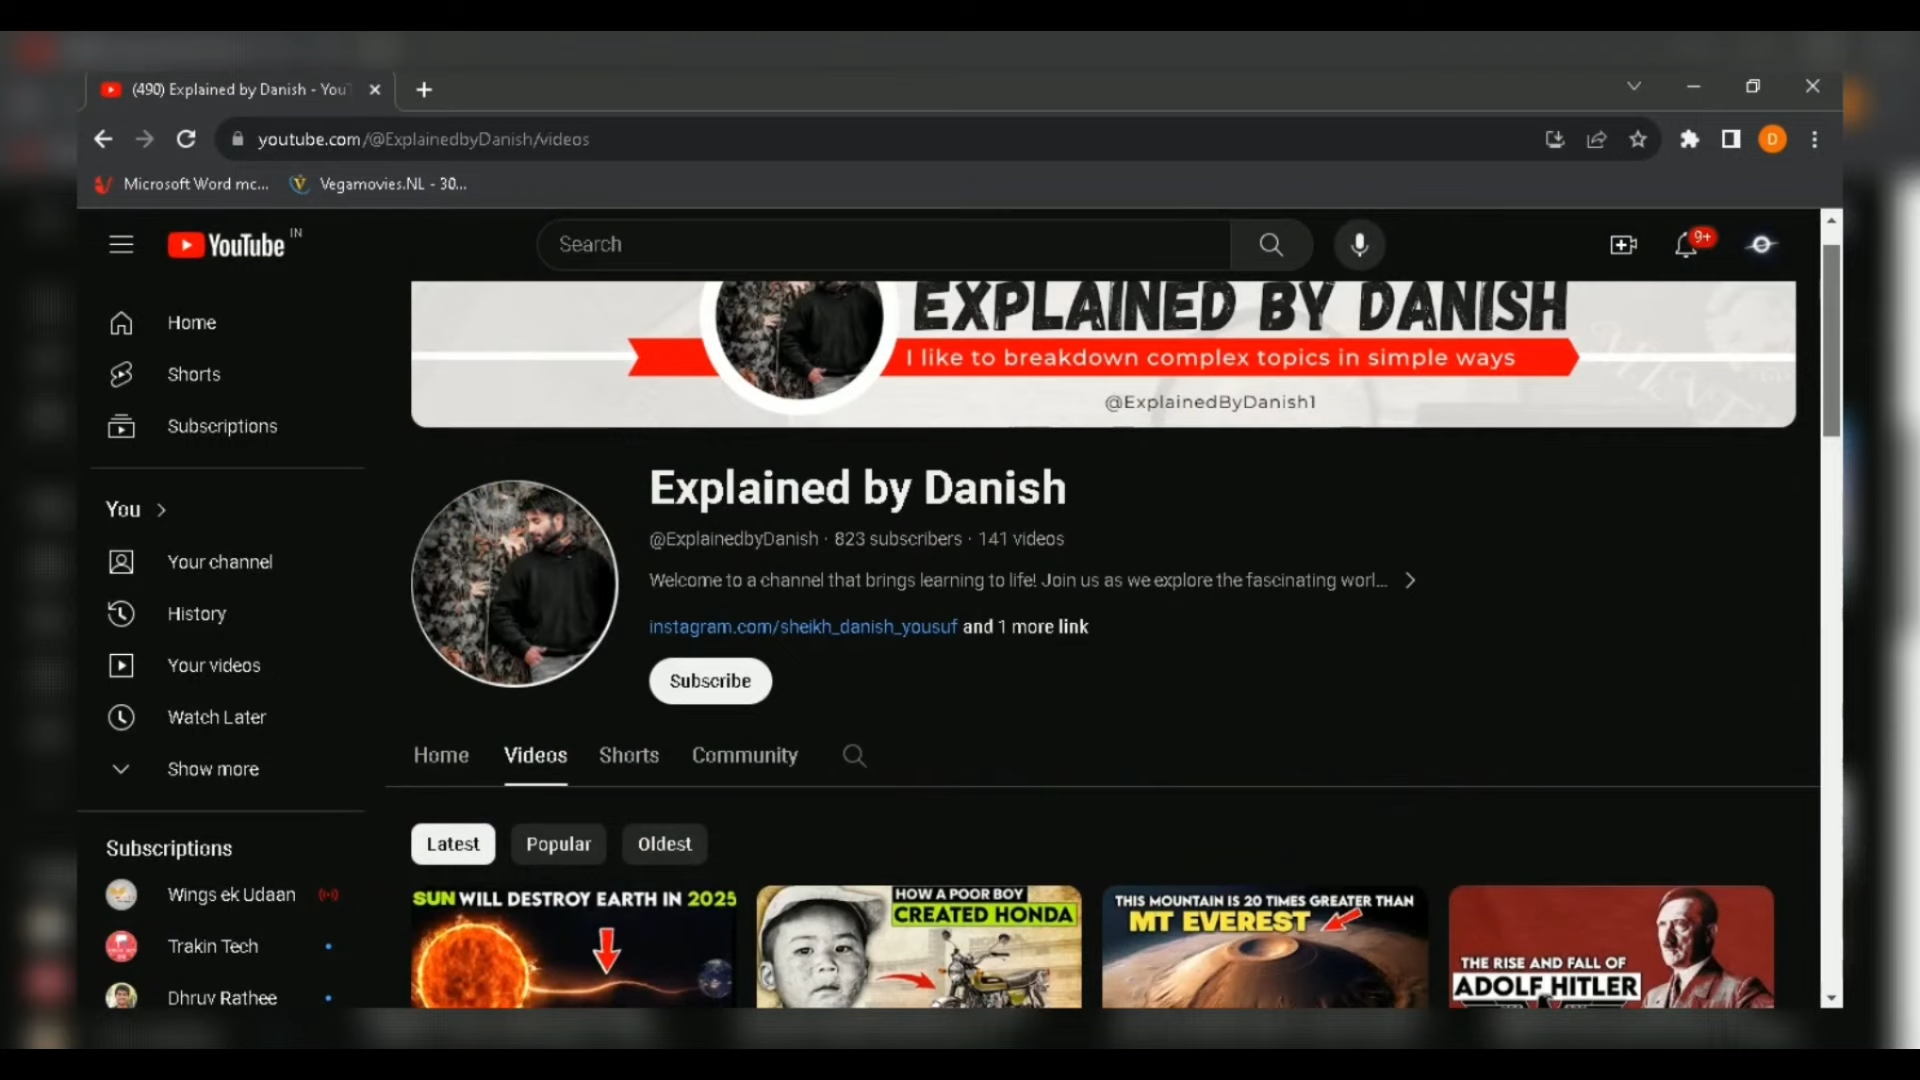 (490) Explained by Danish - YouT
youtube.com/@ExplainedbyDanish/videos
D
Microsoft Word mc...
Vegamovies.NL - 30...
YouTube IN
Search
9+
EXPLAINED BY DANISH
I like to breakdown complex topics in simple ways
@ExplainedByDanish1
Home
Shorts
Subscriptions
You
Your channel
History
Your videos
Watch Later
Show more
Subscriptions
Wings ek Udaan
Trakin Tech
Dhruv Rathee
Explained by Danish
@ExplainedbyDanish · 823 subscribers · 141 videos
Welcome to a channel that brings learning to life! Join us as we explore the fascinating worl...
instagram.com/sheikh_danish_yousuf and 1 more link
Subscribe
Home
Videos
Shorts
Community
Latest
Popular
Oldest
SUN WILL DESTROY EARTH IN 2025
HOW A POOR BOY
CREATED HONDA
THIS MOUNTAIN IS 20 TIMES GREATER THAN
MT EVEREST
THE RISE AND FALL OF
ADOLF HITLER